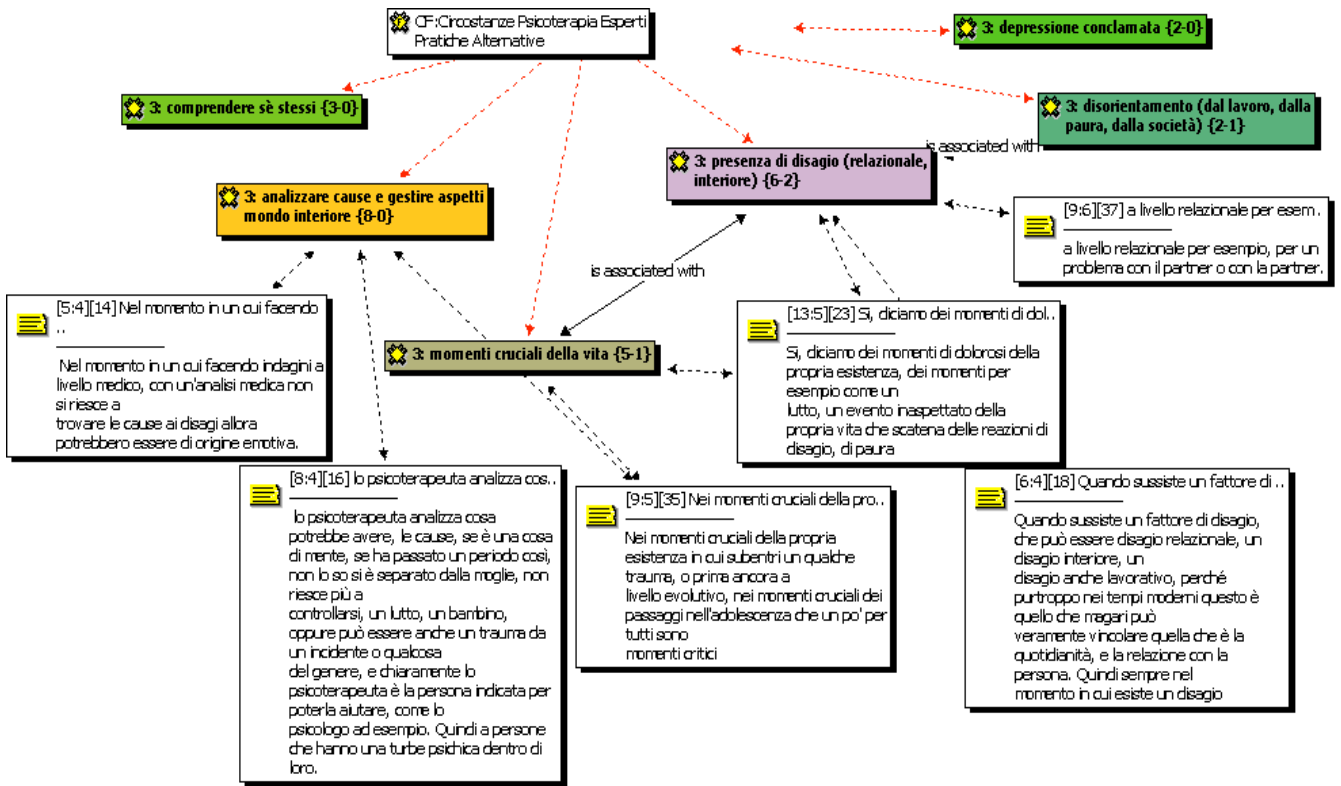 CF:Circostanze Psicoterapia Esperti
Pratiche Alternative
3: depressione conclamata {2-0}
3: comprendere sè stessi {3-0}
3: disorientamento (dal lavoro, dalla
paura, dalla società) {2-1}
is associated with
3: presenza di disagio (relazionale,
interiore) {6-2}
3: analizzare cause e gestire aspetti
mondo interiore {8-0}
[9:6][37] a livello relazionale per esem..
a livello relazionale per esempio, per un
problema con il partner o con la partner.
is associated with
[5:4][14] Nel momento in un cui facendo
..
Nel momento in un cui facendo indagini a
livello medico, con un'analisi medica non
si riesce a
trovare le cause ai disagi allora
potrebbero essere di origine emotiva.
[13:5][23] Si, diciamo dei momenti di dol..
Si, diciamo dei momenti di dolorosi della
propria esistenza, dei momenti per
esempio come un
lutto, un evento inaspettato della
propria vita che scatena delle reazioni di
disagio, di paura
3: momenti cruciali della vita {5-1}
[8:4][16] lo psicoterapeuta analizza cos..
lo psicoterapeuta analizza cosa
potrebbe avere, le cause, se è una cosa
di mente, se ha passato un periodo così,
non lo so si è separato dalla moglie, non
riesce più a
controllarsi, un lutto, un bambino,
oppure può essere anche un trauma da
un incidente o qualcosa
del genere, e chiaramente lo
psicoterapeuta è la persona indicata per
poterla aiutare, come lo
psicologo ad esempio. Quindi a persone
che hanno una turbe psichica dentro di
loro.
[9:5][35] Nei momenti cruciali della pro..
Nei momenti cruciali della propria
esistenza in cui subentri un qualche
trauma, o prima ancora a
livello evolutivo, nei momenti cruciali dei
passaggi nell'adolescenza che un po' per
tutti sono
momenti critici
[6:4][18] Quando sussiste un fattore di ..
Quando sussiste un fattore di disagio,
che può essere disagio relazionale, un
disagio interiore, un
disagio anche lavorativo, perché
purtroppo nei tempi moderni questo è
quello che magari può
veramente vincolare quella che è la
quotidianità, e la relazione con la
persona. Quindi sempre nel
momento in cui esiste un disagio